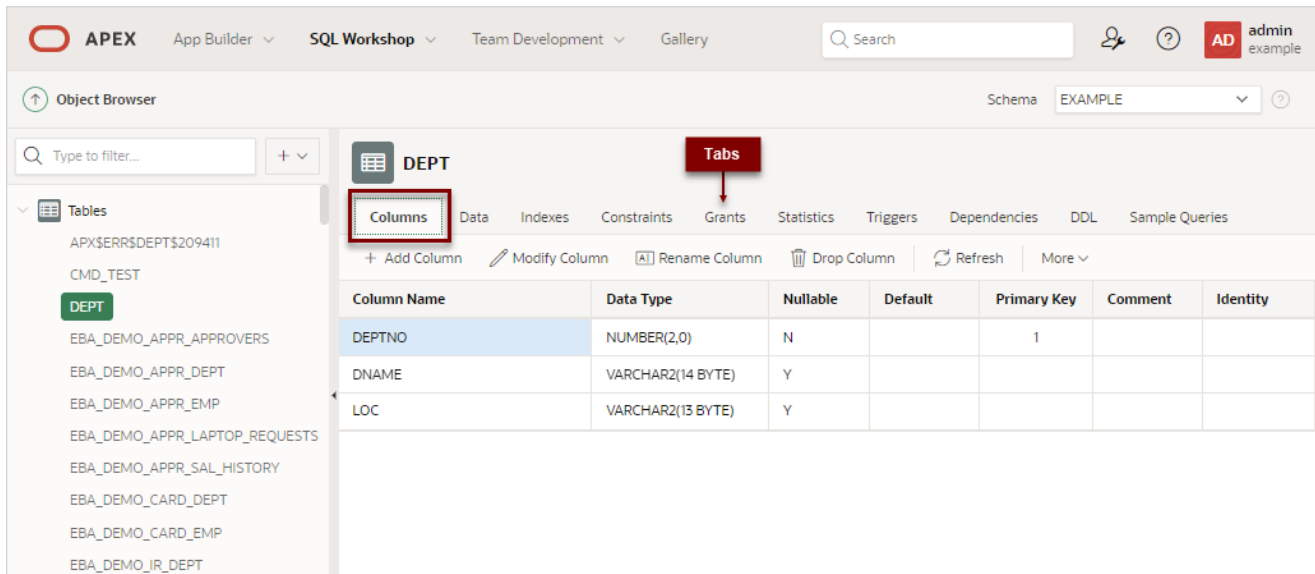 APEX App Builder SQL Workshop Team Development Gallery Search AD admin
example
Object Browser Schema EXAMPLE
Type to filter...
DEPT
Tabs
Tables
Columns Data Indexes Constraints Grants Statistics Triggers Dependencies DDL Sample Queries
APX$ERR$DEPT$209411
+ Add Column Modify Column Rename Column Drop Column Refresh More
CMD_TEST
Column Name Data Type Nullable Default Primary Key Comment Identity
DEPT
EBA_DEMO_APPR_APPROVERS
DEPTNO NUMBER(2,0) N 1
EBA_DEMO_APPR_DEPT
DNAME VARCHAR2(14 BYTE) Y
EBA_DEMO_APPR_EMP
LOC VARCHAR2(13 BYTE) Y
EBA_DEMO_APPR_LAPTOP_REQUESTS
EBA_DEMO_APPR_SAL_HISTORY
EBA_DEMO_CARD_DEPT
EBA_DEMO_CARD_EMP
EBA_DEMO_IR_DEPT